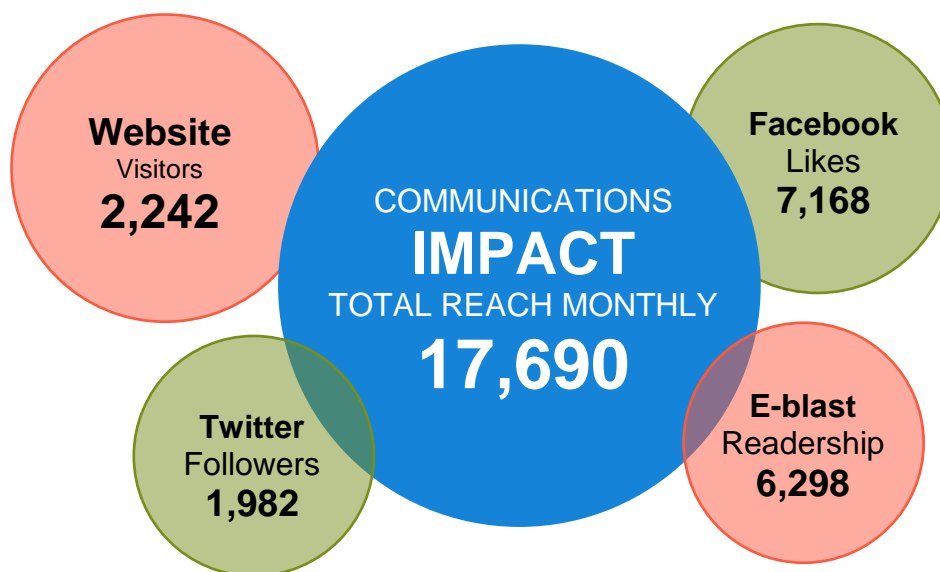 Website
Visitors
2,242
COMMUNICATIONS
IMPACT
TOTAL REACH MONTHLY
17,690
Facebook
Likes
7,168
Twitter
Followers
1,982
E-blast
Readership
6,298